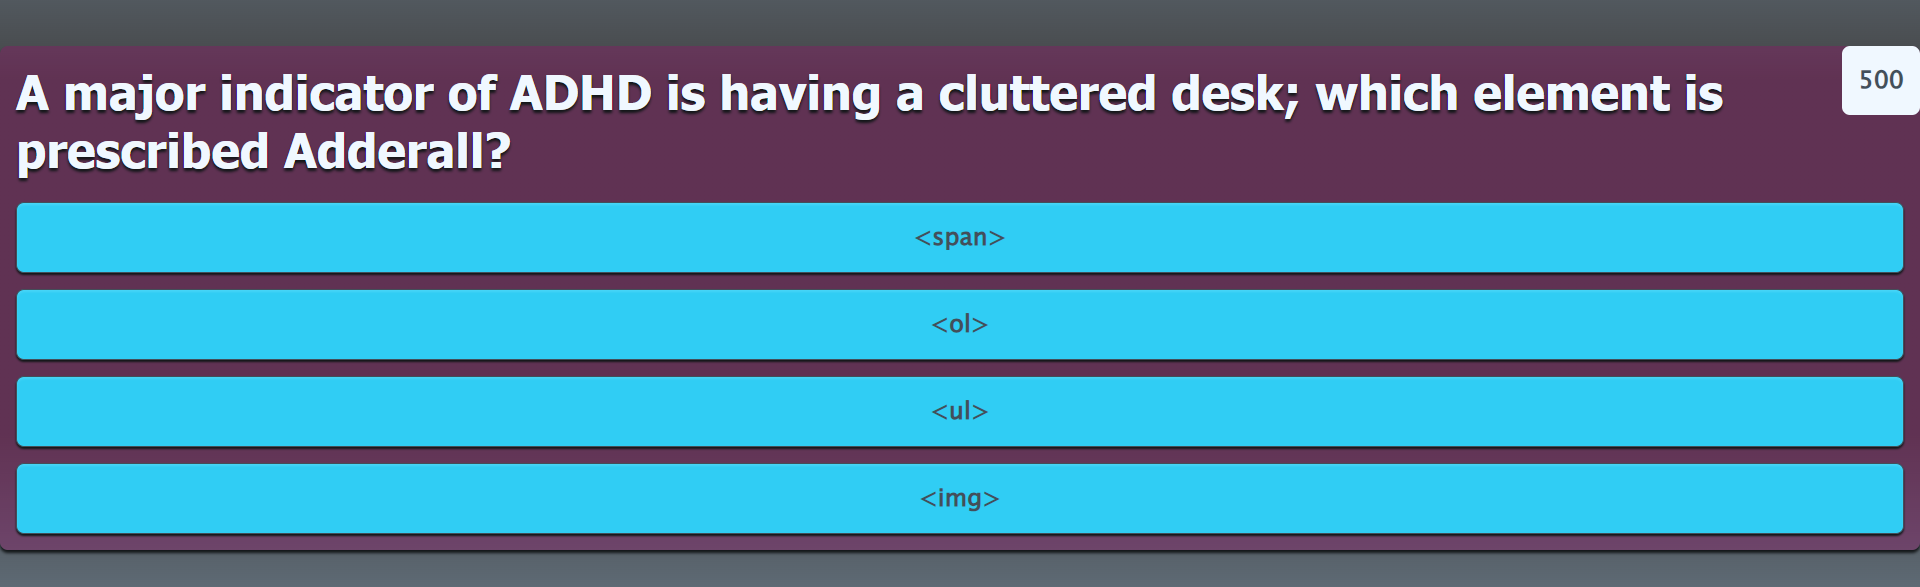 A major indicator of ADHD is having a cluttered desk; which element is
prescribed Adderall?
500
<span>
<ol>
<ul>
<img>